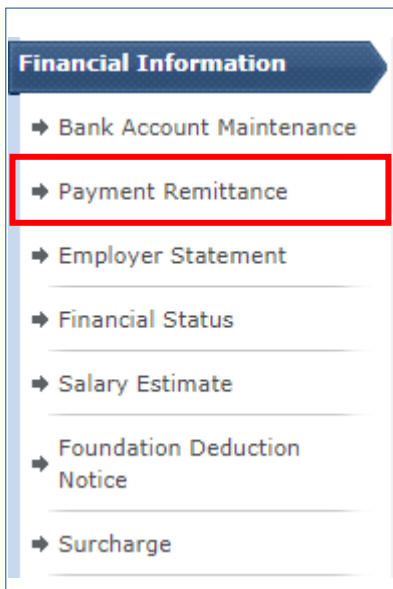 Financial Information
Bank Account Maintenance
Payment Remittance
Employer Statement
Financial Status
Salary Estimate
Foundation Deduction
Notice
Surcharge